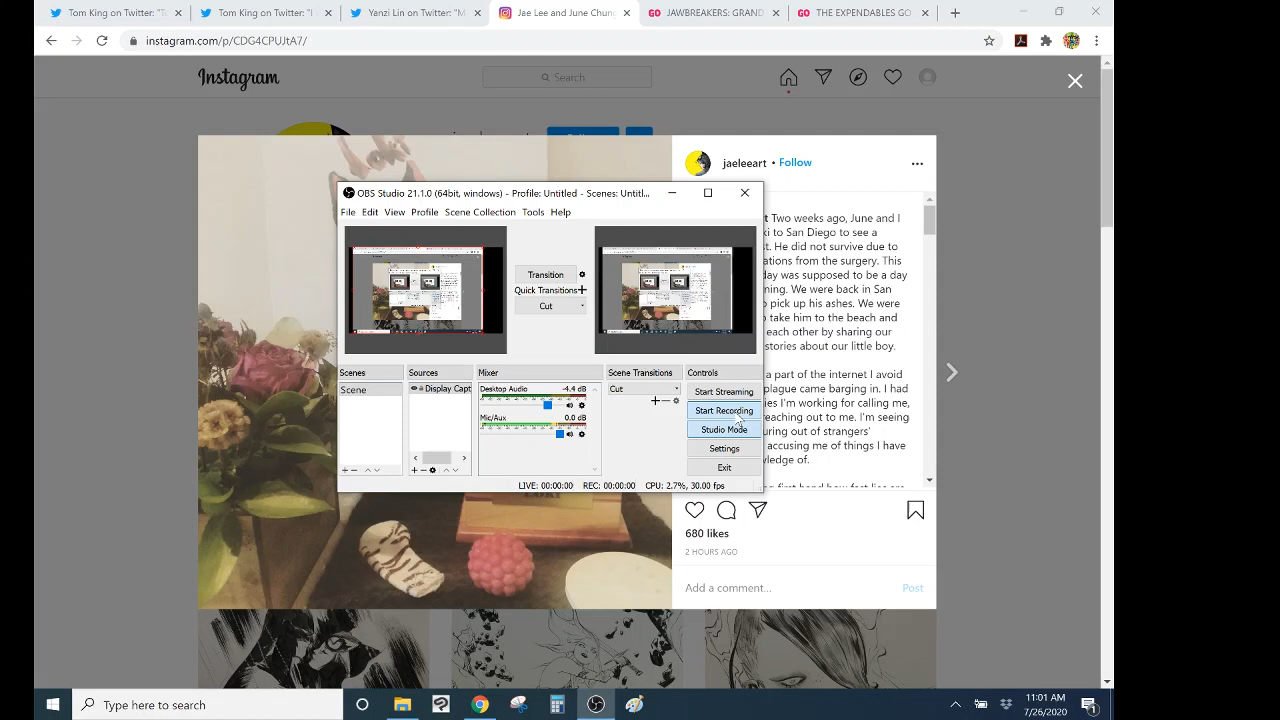 Tom King on Twitter: "To
Tom King on Twitter: "I
Yanzi Lin on Twitter: "M
Jae Lee and June Chung
JAWBREAKERS: GRAND
THE EXPENDABLES GO
instagram.com/p/CDG4CPUJtA7/
Instagram
Search
jaeleeart • Follow
OBS Studio 21.1.0 (64bit, windows) - Profile: Untitled - Scenes: Untitl...
File Edit View Profile Scene Collection Tools Help
Transition
Quick Transitions
Cut
Scenes
Scene
Sources
Display Capt
Mixer
Desktop Audio -4.4 dB
Mic/Aux 0.0 dB
Scene Transitions
Cut
Controls
Start Streaming
Start Recording
Studio Mode
Settings
Exit
LIVE: 00:00:00 REC: 00:00:00 CPU: 2.7%, 30.00 fps
t Two weeks ago, June and I
to San Diego to see a
He did not survive due to
from the surgery. This
day was supposed to be a day
We were back in San
pick up his ashes. We were
take him to the beach and
each other by sharing our
stories about our little boy.
a part of the internet I avoid
plague came barging in. I had
I'm working for calling me,
reaching out to me. I'm seeing
out of strangers'
accusing me of things I have
of.
first hand how fast lies are
680 likes
2 HOURS AGO
Add a comment...
Post
Type here to search
11:01 AM
7/26/2020
1